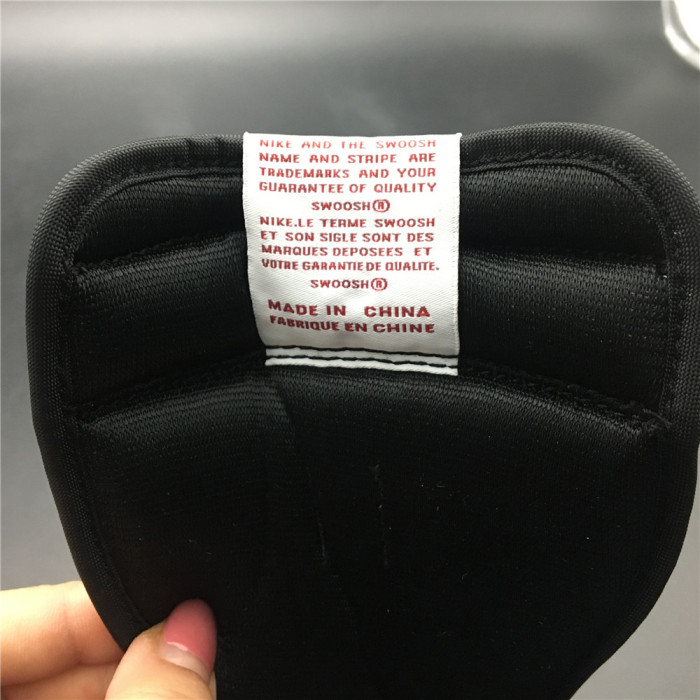 NIKE AND THE SWOOSH
NAME AND STRIPE ARE
TRADEMARKS AND YOUR
GUARANTEE OF QUALITY
SWOOSH®
NIKE.LE TERME SWOOSH
ET SON SIGLE SONT DES
MARQUES DEPOSEES ET
VOTRE GARANTIE DE QUALITE.
SWOOSH®
MADE IN CHINA
FABRIQUE EN CHINE